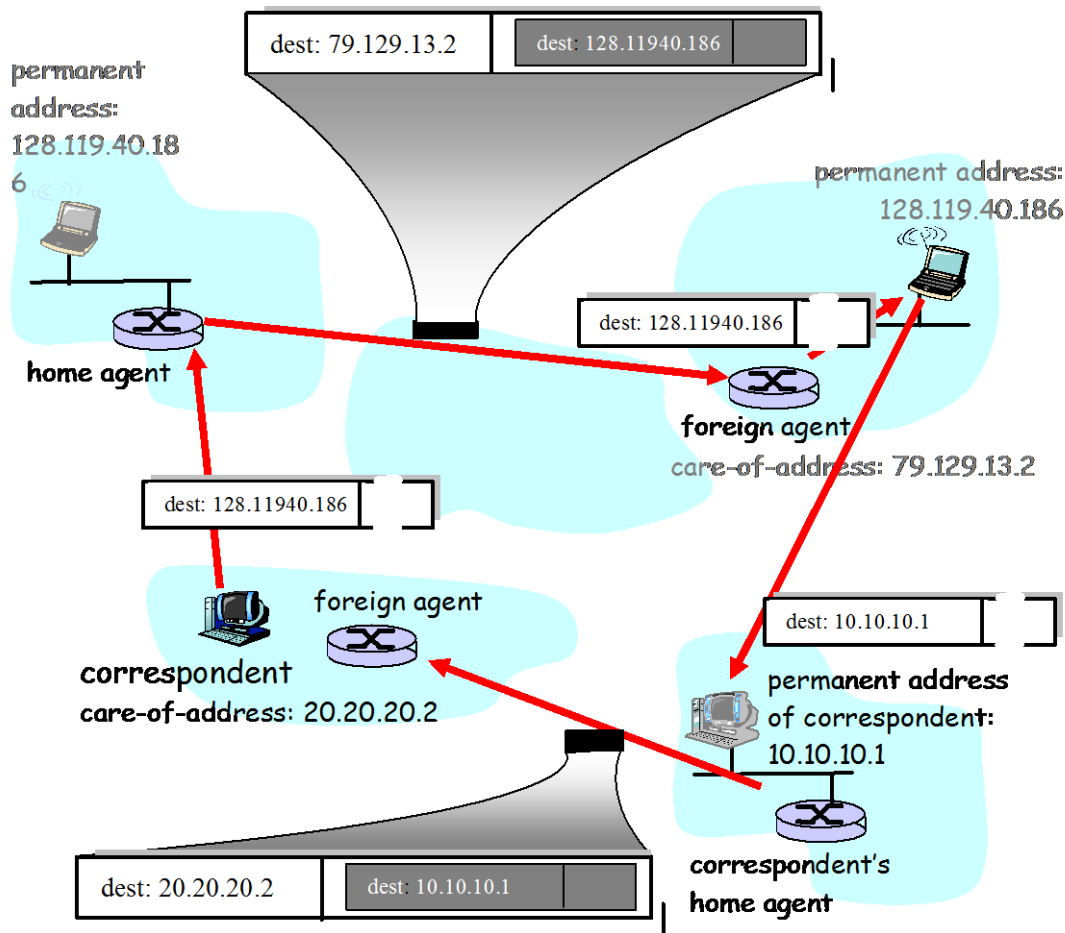 dest: 79.129.13.2
dest: 128.11940.186
permanent
address:
128.119.40.18
6
permanent address:
128.119.40.186
dest: 128.11940.186
home agent
foreign agent
care-of-address: 79.129.13.2
dest: 128.11940.186
foreign agent
correspondent
care-of-address: 20.20.20.2
dest: 10.10.10.1
permanent address
of correspondent:
10.10.10.1
correspondent's
home agent
dest: 20.20.20.2
dest: 10.10.10.1